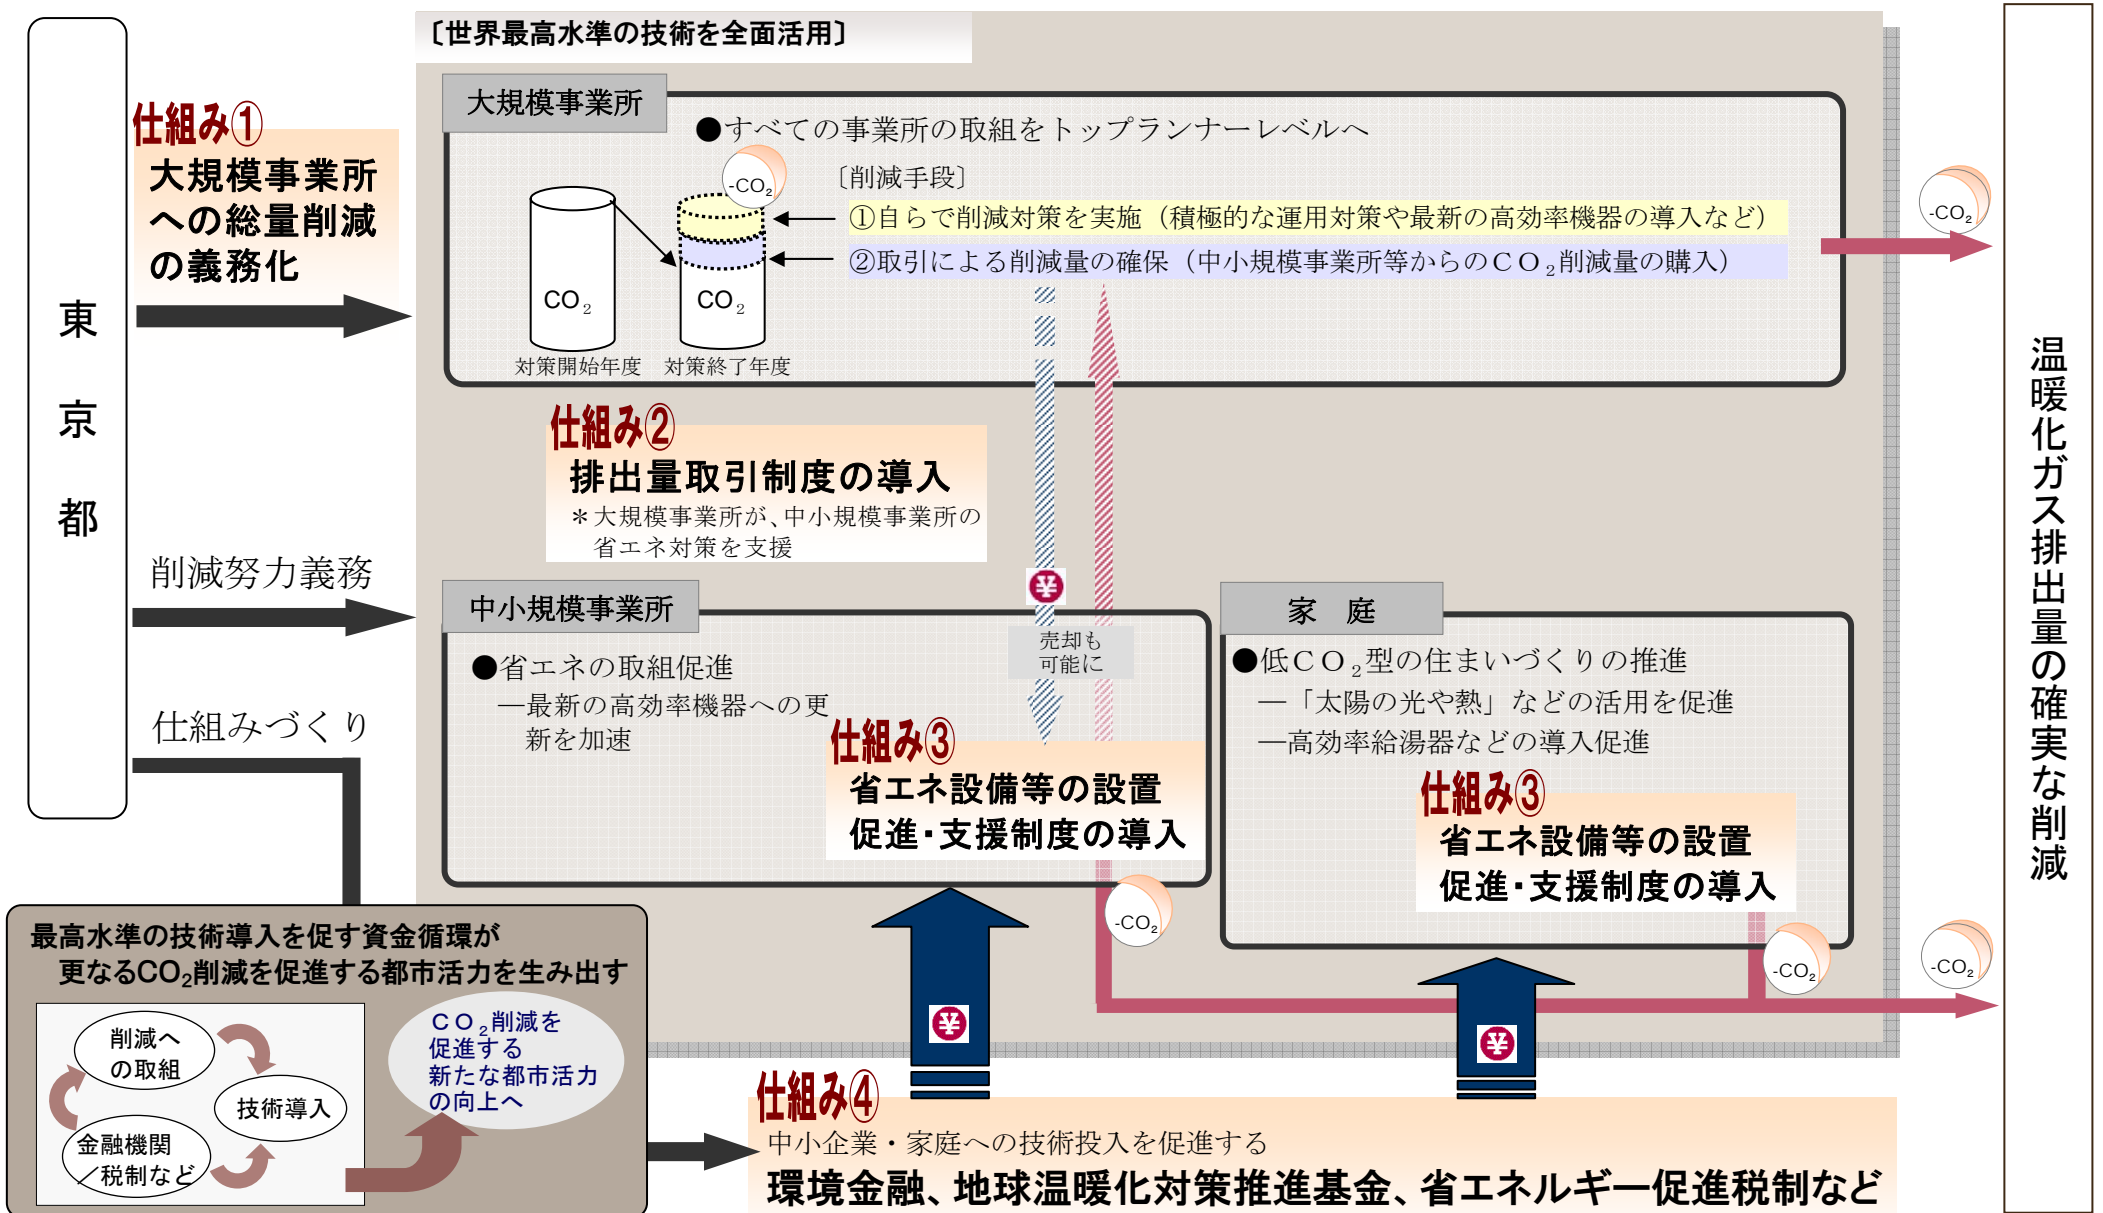 東京都
仕組み①
大規模事業所
への総量削減
の義務化
削減努力義務
仕組みづくり
〔世界最高水準の技術を全面活用〕
大規模事業所
●すべての事業所の取組をトップランナーレベルへ
-CO₂
〔削減手段〕
①自らで削減対策を実施（積極的な運用対策や最新の高効率機器の導入など）
②取引による削減量の確保（中小規模事業所等からのＣＯ₂削減量の購入）
CO₂
CO₂
対策開始年度
対策終了年度
-CO₂
仕組み②
排出量取引制度の導入
＊大規模事業所が、中小規模事業所の
省エネ対策を支援
¥
売却も
可能に
中小規模事業所
●省エネの取組促進
―最新の高効率機器への更
新を加速
仕組み③
省エネ設備等の設置
促進・支援制度の導入
-CO₂
家　庭
●低ＣＯ₂型の住まいづくりの推進
―「太陽の光や熱」などの活用を促進
―高効率給湯器などの導入促進
仕組み③
省エネ設備等の設置
促進・支援制度の導入
-CO₂
-CO₂
温暖化ガス排出量の確実な削減
最高水準の技術導入を促す資金循環が
更なるCO₂削減を促進する都市活力を生み出す
削減へ
の取組
技術導入
金融機関
／税制など
ＣＯ₂削減を
促進する
新たな都市活力
の向上へ
¥
¥
仕組み④
中小企業・家庭への技術投入を促進する
環境金融、地球温暖化対策推進基金、省エネルギー促進税制など